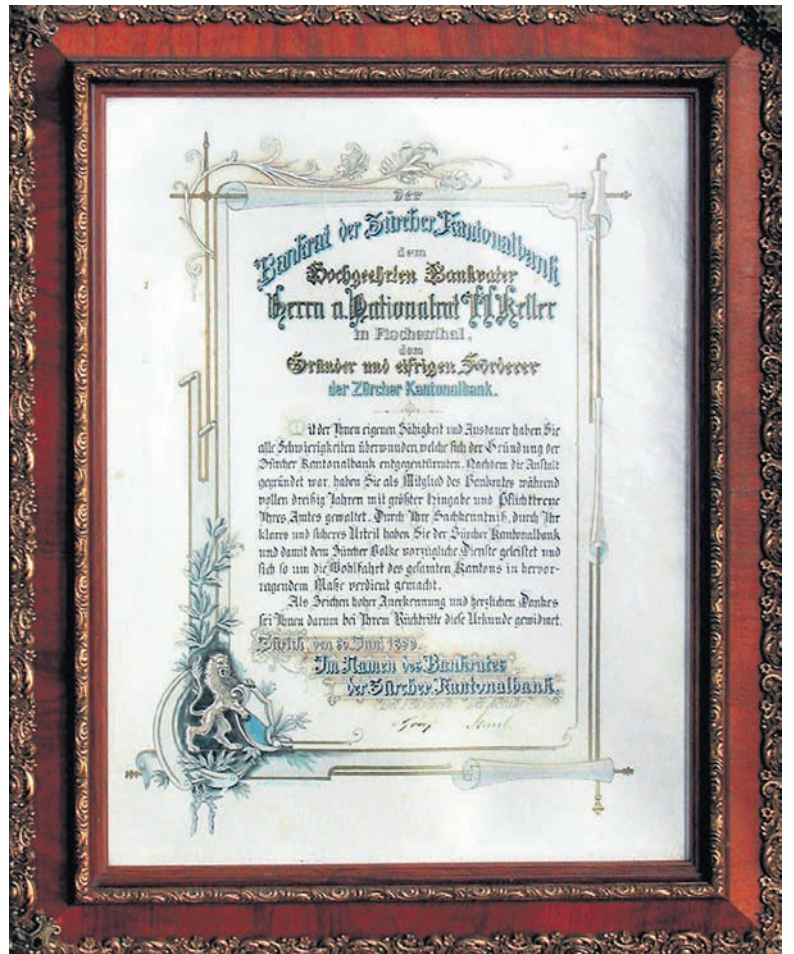 Der
Bankrat der Zürcher Kantonalbank
dem
Hochgeehrten Bankvater
Herrn a. Nationalrat H. Keller
in Fischenthal,
dem
Gründer und eifrigen Förderer
der Zürcher Kantonalbank.
Mit der Ihnen eigenen Zähigkeit und Ausdauer haben Sie
alle Schwierigkeiten überwunden, welche sich der Gründung der
Zürcher Kantonalbank entgegentürmten. Nachdem die Anstalt
gegründet war, haben Sie als Mitglied des Bankrates während
vollen dreißig Jahren mit größter Hingabe und Pflichttreue
Ihres Amtes gewaltet. Durch Ihre Sachkenntniß, durch Ihr
klares und sicheres Urteil haben Sie der Zürcher Kantonalbank
und damit dem Zürcher Volke vorzügliche Dienste geleistet und
sich so um die Wohlfahrt des gesamten Kantons in hervor-
ragendem Maße verdient gemacht.
Als Zeichen hoher Anerkennung und herzlichen Dankes
sei Ihnen darum bei Ihrem Rücktritte diese Urkunde gewidmet.
Zürich, den 30. Juni 1899.
Im Namen des Bankrates
der Zürcher Kantonalbank,
Der Präsident Der
Graf